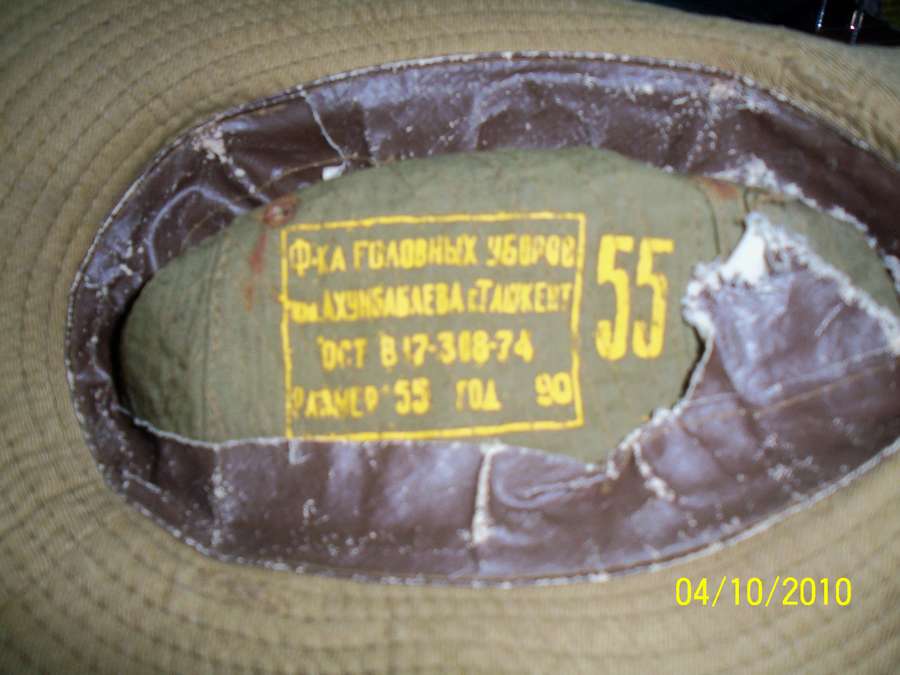 Ф-КА ГОЛОВНЫХ УБОРОВ
им. АХУНБАБАЕВА г. ТАШКЕНТ
ОСТ В 17-308-74
РАЗМЕР 55 ГОД 90
55
04/10/2010